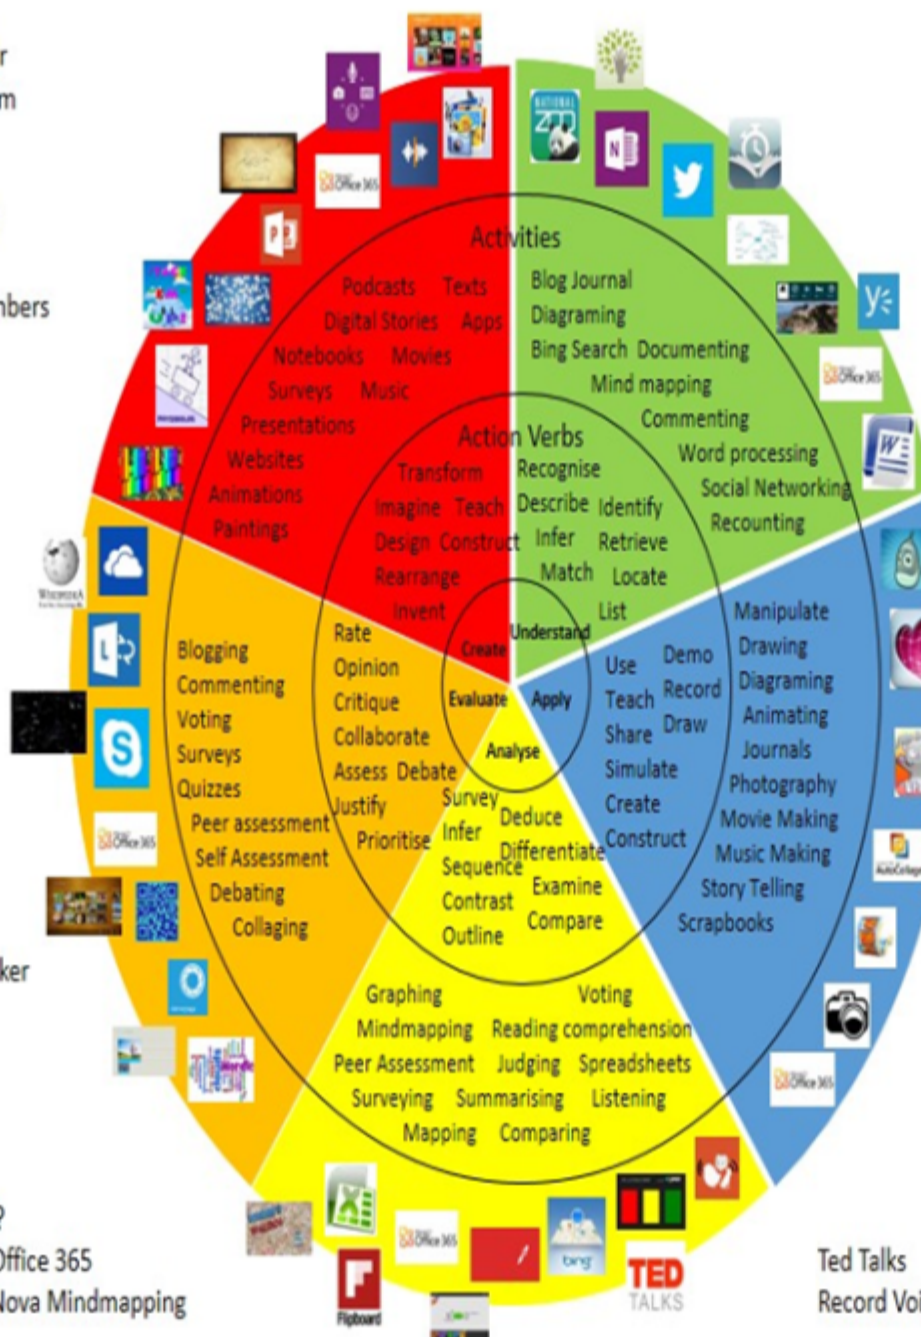 r
m
nbers
ker
?
Office 365
Nova Mindmapping
Ted Talks
Record Voi
Activities
Podcasts Texts
Digital Stories Apps
Notebooks Movies
Surveys Music
Presentations
Websites
Animations
Paintings
Blog Journal
Diagraming
Bing Search Documenting
Mind mapping
Commenting
Word processing
Social Networking
Recounting
Action Verbs
Transform
Imagine Teach
Design Construct
Rearrange
Invent
Create
Recognise
Describe Identify
Infer Retrieve
Match Locate
List
Understand
Manipulate
Drawing
Diagraming
Animating
Journals
Photography
Movie Making
Music Making
Story Telling
Scrapbooks
Use Demo
Teach Record
Share Draw
Simulate
Create
Construct
Apply
Analyse
Survey Deduce
Infer Differentiate
Sequence Examine
Contrast Compare
Outline
Graphing Voting
Mindmapping Reading comprehension
Peer Assessment Judging Spreadsheets
Surveying Summarising Listening
Mapping Comparing
Evaluate
Rate
Opinion
Critique
Collaborate
Assess Debate
Justify
Prioritise
Blogging
Commenting
Voting
Surveys
Quizzes
Peer assessment
Self Assessment
Debating
Collaging
NATIONAL
ZOO
N
Office 365
P
Office 365
W
WIKIPEDIA
L
S
Office 365
Wordle
X
Office 365
Flipboard
bing
TED
TALKS
AutoCollage
Office 365